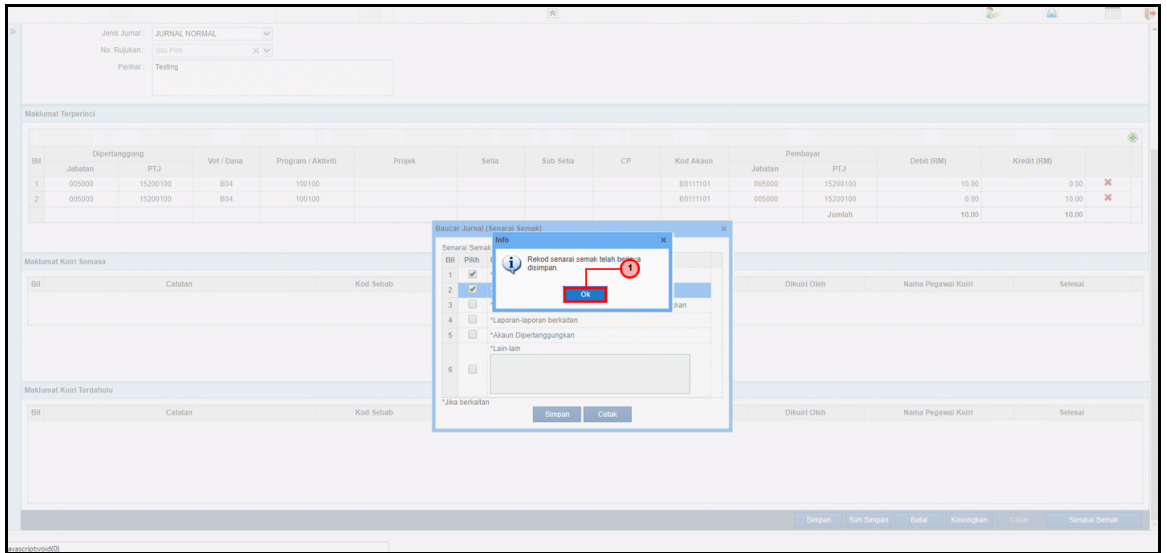 Jenis Jurnal : JURNAL NORMAL
No. Rujukan : Sila Pilih
Perihal : Testing
Maklumat Terperinci
Bil Dipertanggung Vot / Dana Program / Aktiviti Projek Setia Sub Setia CP Kod Akaun Pembayar Debit (RM) Kredit (RM)
Jabatan PTJ Jabatan PTJ
1 005000 15200100 B04 100100 B0111101 005000 15200100 10.00 0.00
2 005000 15200100 B04 100100 B0111101 005000 15200100 0.00 10.00
Jumlah 10.00 10.00
Baucar Jurnal (Senarai Semak)
Senarai Semak
Info
Rekod senarai semak telah
disimpan.
1
Ok
Bil Pilih
1
2
3
4 *Laporan-laporan berkaitan
5 *Akaun Dipertanggungkan
*Lain-lain
6
*Jika berkaitan
Simpan Cetak
Maklumat Kuiri Semasa
Bil Catatan Kod Sebab Dikuiri Oleh Nama Pegawai Kuiri Selesai
Maklumat Kuiri Terdahulu
Bil Catatan Kod Sebab Dikuiri Oleh Nama Pegawai Kuiri Selesai
Simpan Sah Simpan Batal Kosongkan Cetak Senarai Semak
avascript:void(0)